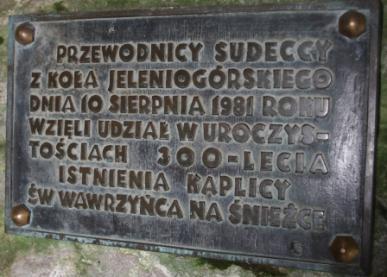 PRZEWODNICY SUDECCY
Z KOŁA JELENIOGÓRSKIEGO
DNIA 10 SIERPNIA 1981 ROKU
WZIĘLI UDZIAŁ W UROCZYS-
TOŚCIACH 300-LECIA
ISTNIENIA KAPLICY
ŚW WAWRZYŃCA NA ŚNIEŻCE